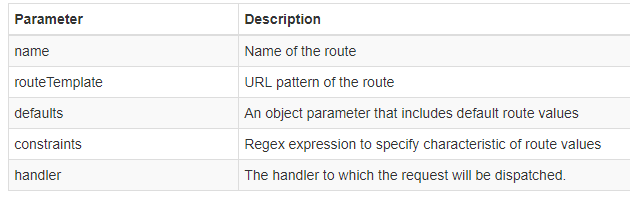 Parameter Description
name Name of the route
routeTemplate URL pattern of the route
defaults An object parameter that includes default route values
constraints Regex expression to specify characteristic of route values
handler The handler to which the request will be dispatched.